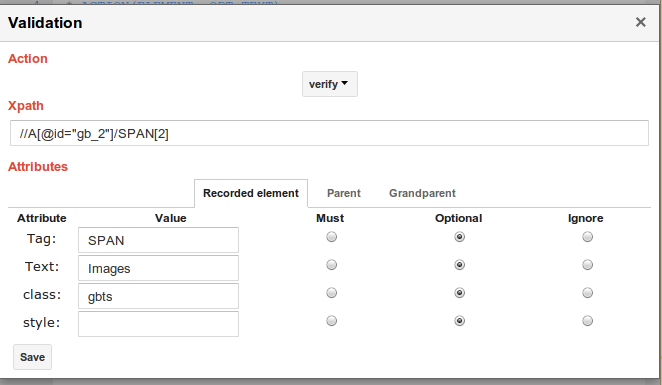 Validation ×
Action
verify
Xpath
//A[@id="gb_2"]/SPAN[2]
Attributes
Recorded element Parent Grandparent
Attribute Value Must Optional Ignore
Tag: SPAN
Text: Images
class: gbts
style:
Save